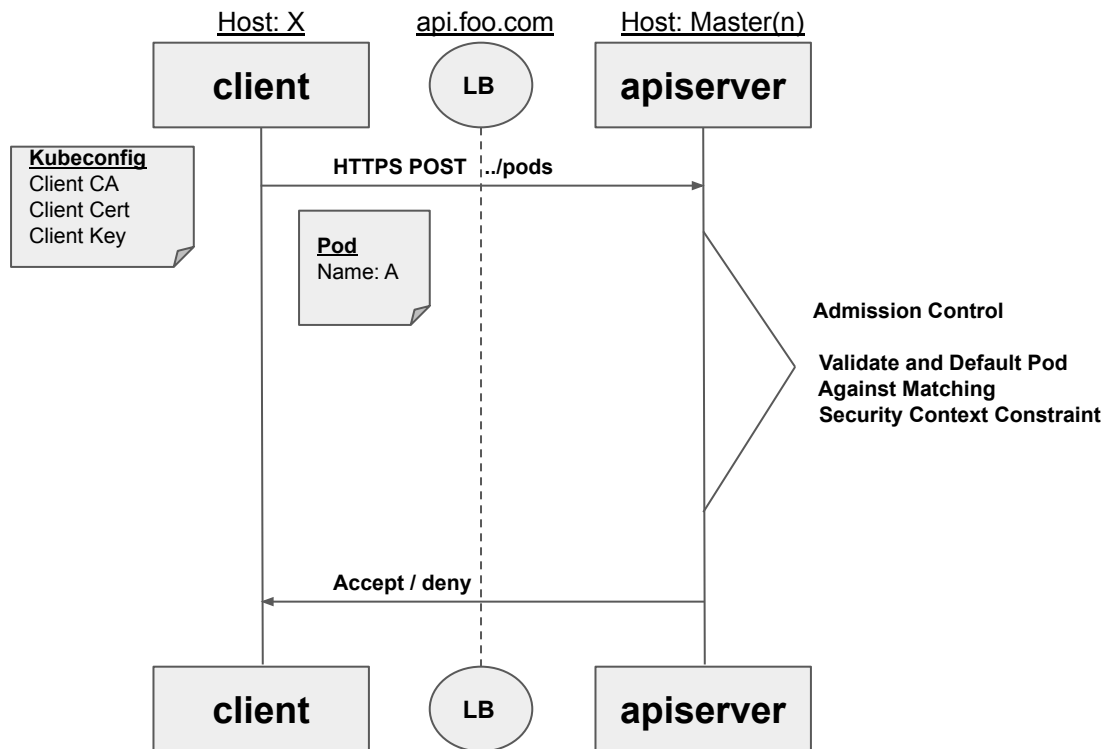 Host: X
api.foo.com
Host: Master(n)
client
LB
apiserver
Kubeconfig
Client CA
Client Cert
Client Key
HTTPS POST ../pods
Pod
Name: A
Admission Control
Validate and Default Pod
Against Matching
Security Context Constraint
Accept / deny
client
LB
apiserver